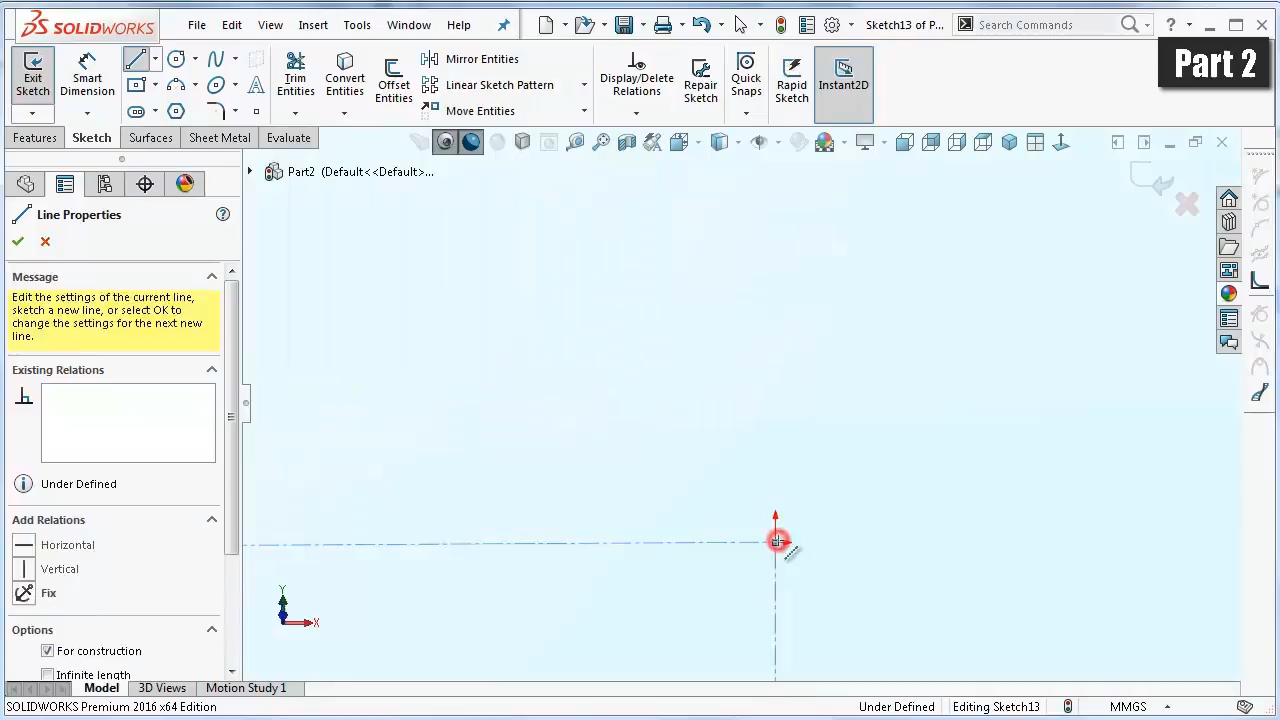 SOLIDWORKS File Edit View Insert Tools Window Help Sketch13 of P... Search Commands
Part 2
Exit Sketch
Smart Dimension
Trim Entities
Convert Entities
Offset Entities
Mirror Entities
Linear Sketch Pattern
Move Entities
Display/Delete Relations
Repair Sketch
Quick Snaps
Rapid Sketch
Instant2D
Features Sketch Surfaces Sheet Metal Evaluate
Part2 (Default<<Default>...
Line Properties
Message
Edit the settings of the current line,
sketch a new line, or select OK to
change the settings for the next new
line.
Existing Relations
Under Defined
Add Relations
Horizontal
Vertical
Fix
Options
For construction
Infinite length
Y
X
Model 3D Views Motion Study 1
SOLIDWORKS Premium 2016 x64 Edition Under Defined Editing Sketch13 MMGS